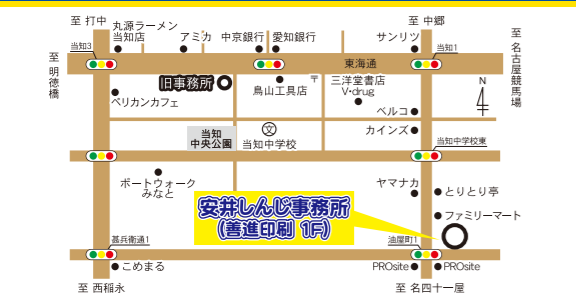 至 打中
至 中郷
丸源ラーメン
当知店
アミカ
中京銀行
愛知銀行
サンリツ
至 名古屋競馬場
当知3
当知1
至 明徳橋
東海通
旧事務所
鳥山工具店
〒
三洋堂書店
V・drug
N
ペリカンカフェ
ベルコ
当知
中央公園
文
当知中学校
カインズ
当知中学校東
ポートウォーク
みなと
ヤマナカ
とりとり亭
安井しんじ事務所
(善進印刷 1F)
ファミリーマート
甚兵衛通1
油屋町1
こめまる
PROsite
PROsite
至 西稲永
至 名四十一屋